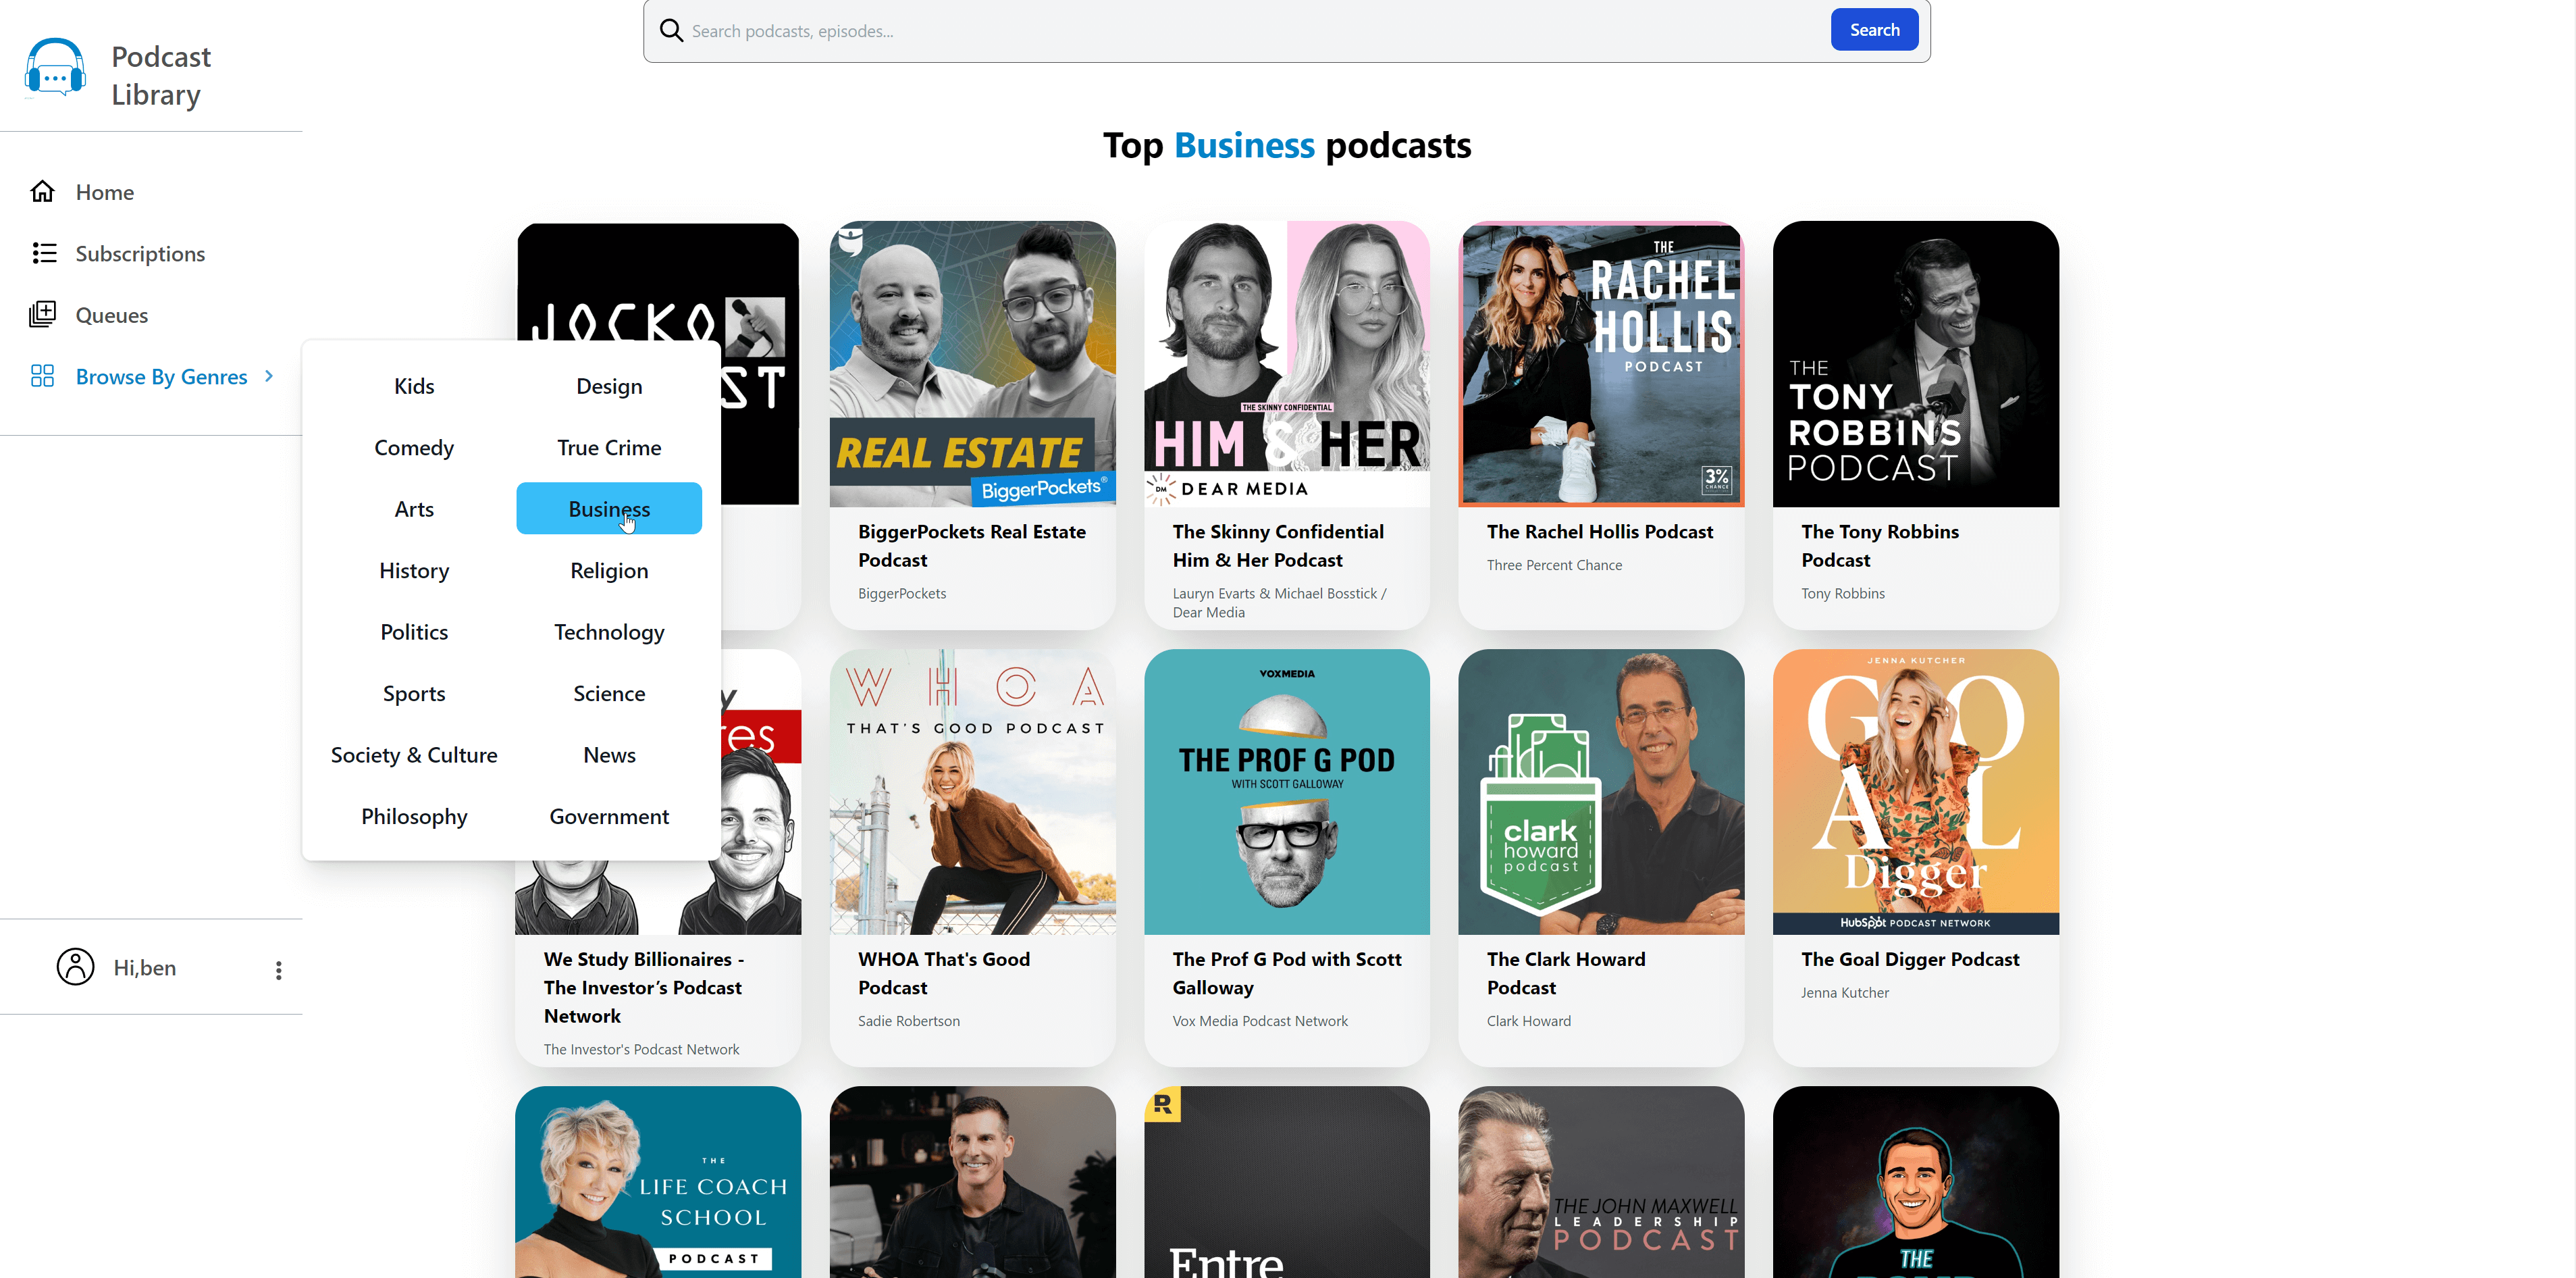 Podcast
Library
Search podcasts, episodes...
Search
Home
Subscriptions
Queues
Browse By Genres
Hi,ben
Kids
Design
Comedy
True Crime
Arts
Business
History
Religion
Politics
Technology
Sports
Science
Society & Culture
News
Philosophy
Government
Top Business podcasts
JOCKO
ST
REAL ESTATE
BiggerPockets®
BiggerPockets Real Estate
Podcast
BiggerPockets
THE SKINNY CONFIDENTIAL
HIM & HER
DM
DEAR MEDIA
The Skinny Confidential
Him & Her Podcast
Lauryn Evarts & Michael Bosstick /
Dear Media
THE
RACHEL
HOLLIS
PODCAST
3%
CHANCE
The Rachel Hollis Podcast
Three Percent Chance
THE
TONY
ROBBINS
PODCAST
The Tony Robbins
Podcast
Tony Robbins
y
res
We Study Billionaires -
The Investor’s Podcast
Network
The Investor's Podcast Network
WHOA
THAT'S GOOD PODCAST
WHOA That's Good
Podcast
Sadie Robertson
VOXMEDIA
THE PROF G POD
WITH SCOTT GALLOWAY
The Prof G Pod with Scott
Galloway
Vox Media Podcast Network
clark
howard
podcast
The Clark Howard
Podcast
Clark Howard
JENNA KUTCHER
GOAL
Digger
HubSpot PODCAST NETWORK
The Goal Digger Podcast
Jenna Kutcher
THE
LIFE COACH
SCHOOL
PODCAST
R
Entre
THE JOHN MAXWELL
LEADERSHIP
PODCAST
THE